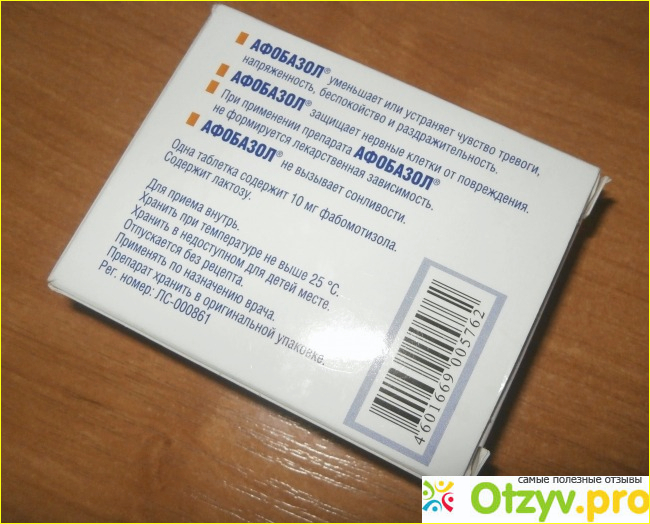 АФОБАЗОЛ® уменьшает или устраняет чувство тревоги,
напряженность, беспокойство и раздражительность.
АФОБАЗОЛ® защищает нервные клетки от повреждения.
При применении препарата АФОБАЗОЛ®
не формируется лекарственная зависимость.
АФОБАЗОЛ® не вызывает сонливости.
Одна таблетка содержит 10 мг фабомотизола.
Содержит лактозу.
Для приема внутрь.
Хранить при температуре не выше 25 °С.
Хранить в недоступном для детей месте.
Отпускается без рецепта.
Применять по назначению врача.
Препарат хранить в оригинальной упаковке.
Рег. номер: ЛС-000861
4601669 005762
самые полезные отзывы
Otzyv.pro